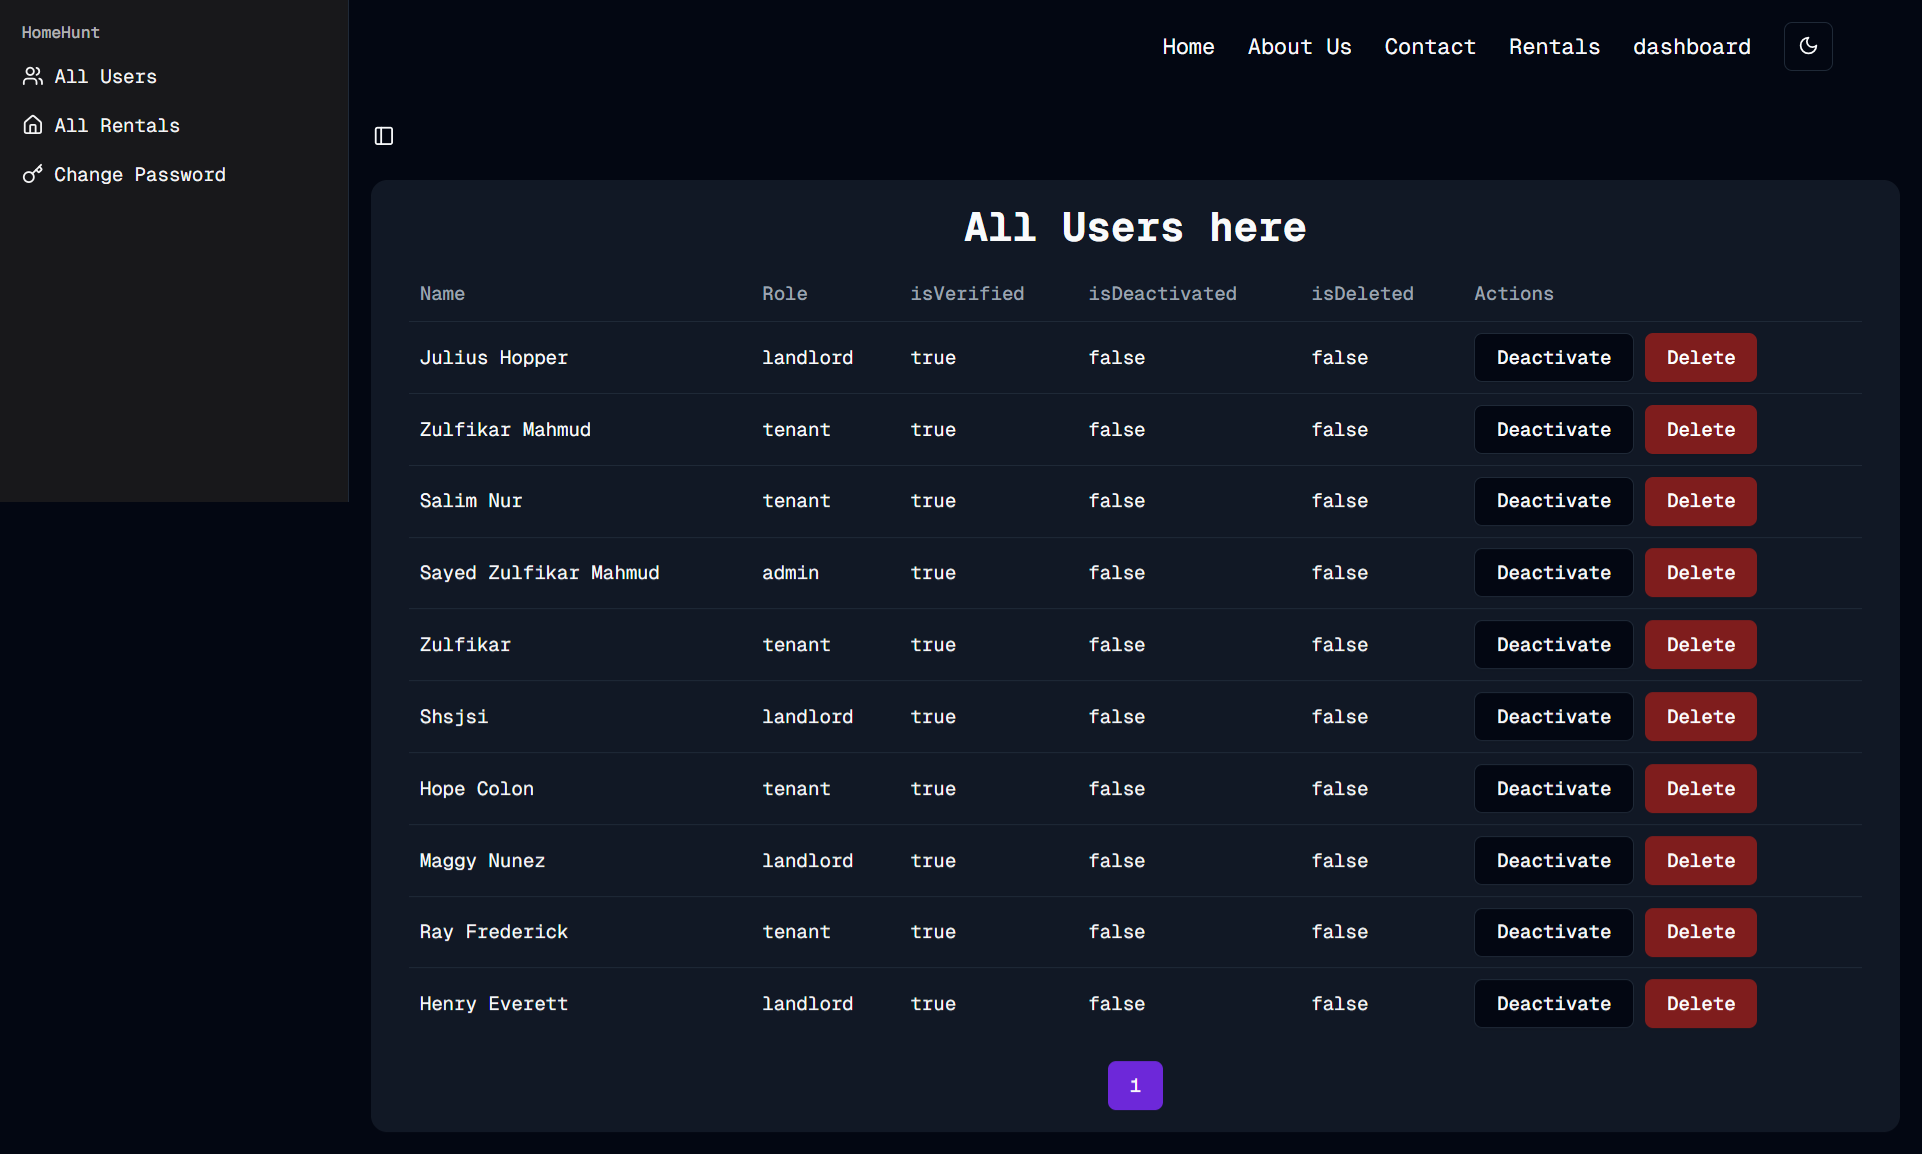 HomeHunt
All Users
All Rentals
Change Password
Home About Us Contact Rentals dashboard
All Users here
Name Role isVerified isDeactivated isDeleted Actions
Julius Hopper landlord true false false Deactivate Delete
Zulfikar Mahmud tenant true false false Deactivate Delete
Salim Nur tenant true false false Deactivate Delete
Sayed Zulfikar Mahmud admin true false false Deactivate Delete
Zulfikar tenant true false false Deactivate Delete
Shsjsi landlord true false false Deactivate Delete
Hope Colon tenant true false false Deactivate Delete
Maggy Nunez landlord true false false Deactivate Delete
Ray Frederick tenant true false false Deactivate Delete
Henry Everett landlord true false false Deactivate Delete
1